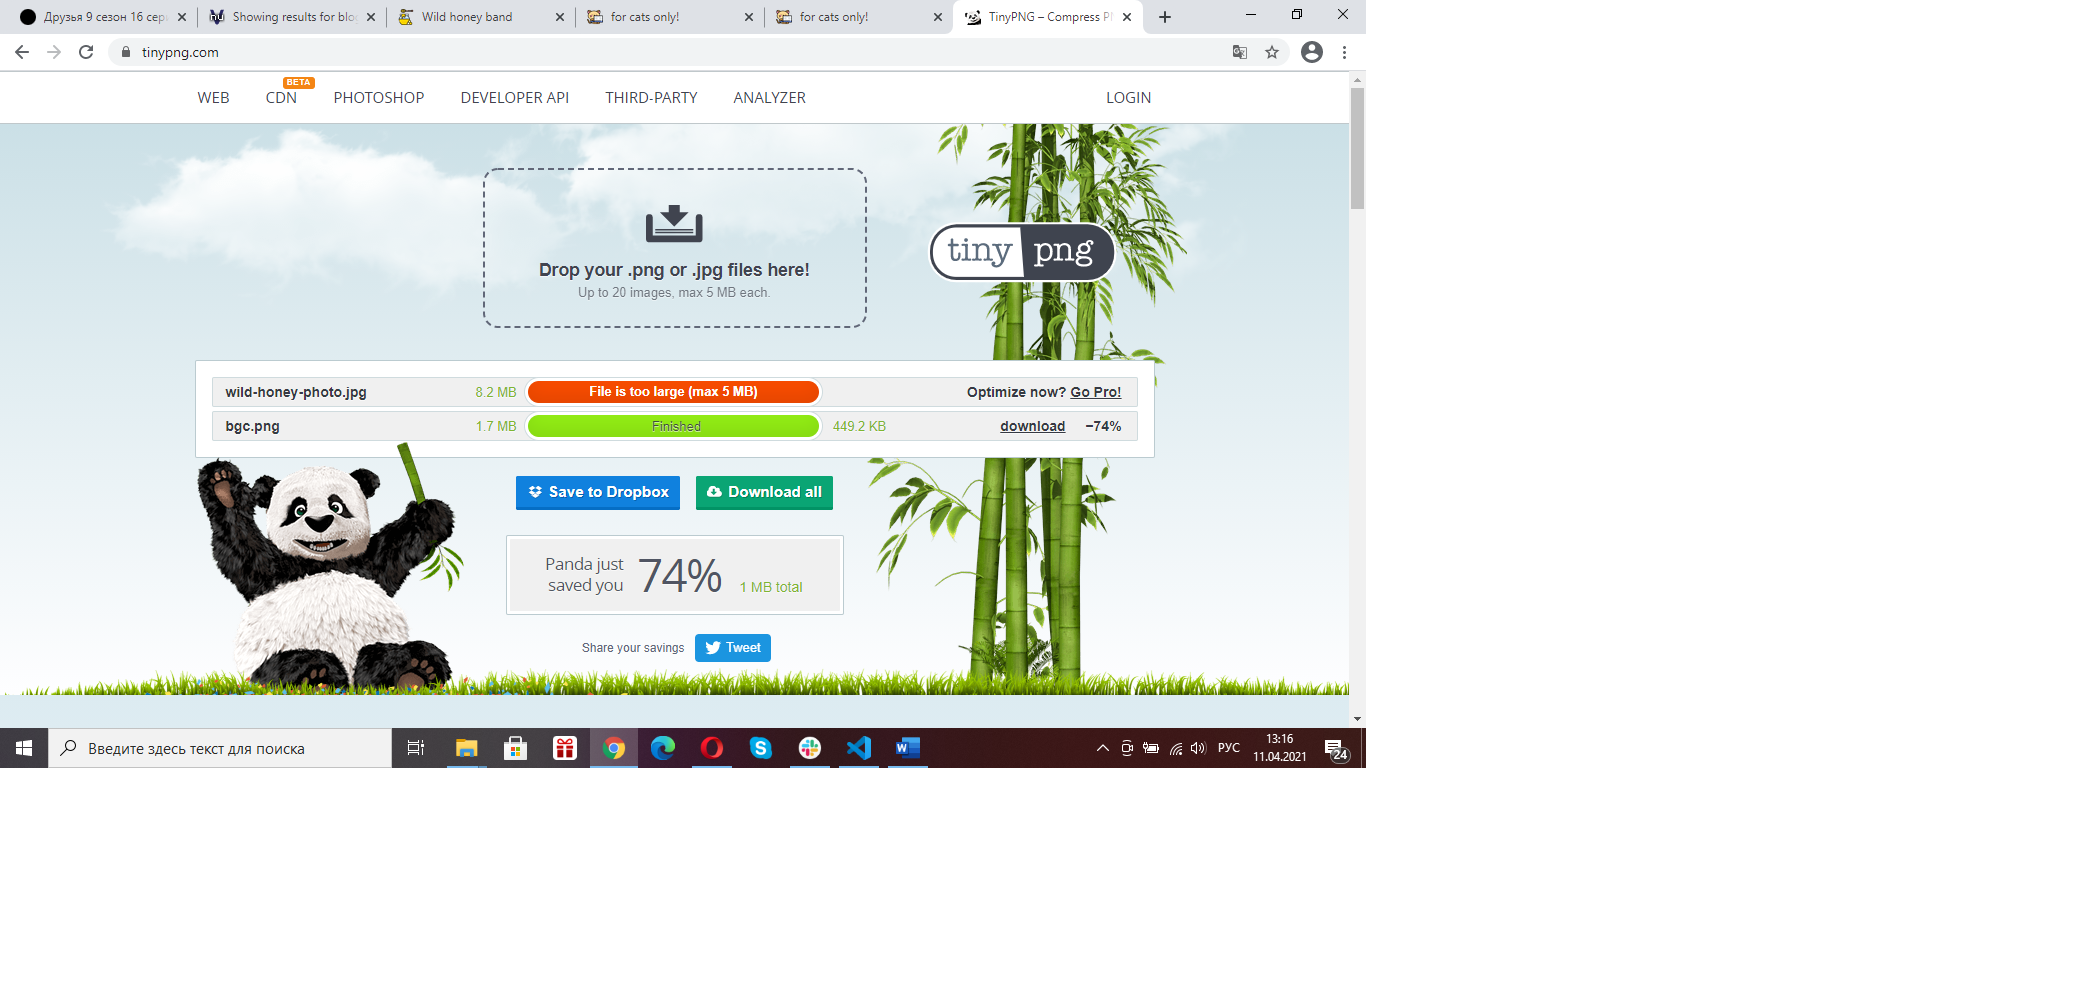 Друзья 9 сезон 16 сери
Showing results for bloc
Wild honey band
for cats only!
for cats only!
TinyPNG – Compress PN
tinypng.com
WEB
CDN
BETA
PHOTOSHOP
DEVELOPER API
THIRD-PARTY
ANALYZER
LOGIN
Drop your .png or .jpg files here!
Up to 20 images, max 5 MB each.
tiny png
wild-honey-photo.jpg 8.2 MB File is too large (max 5 MB) Optimize now? Go Pro!
bgc.png 1.7 MB Finished 449.2 KB download −74%
Save to Dropbox
Download all
Panda just
saved you
74%
1 MB total
Share your savings
Tweet
Введите здесь текст для поиска
РУС
13:16
11.04.2021
24